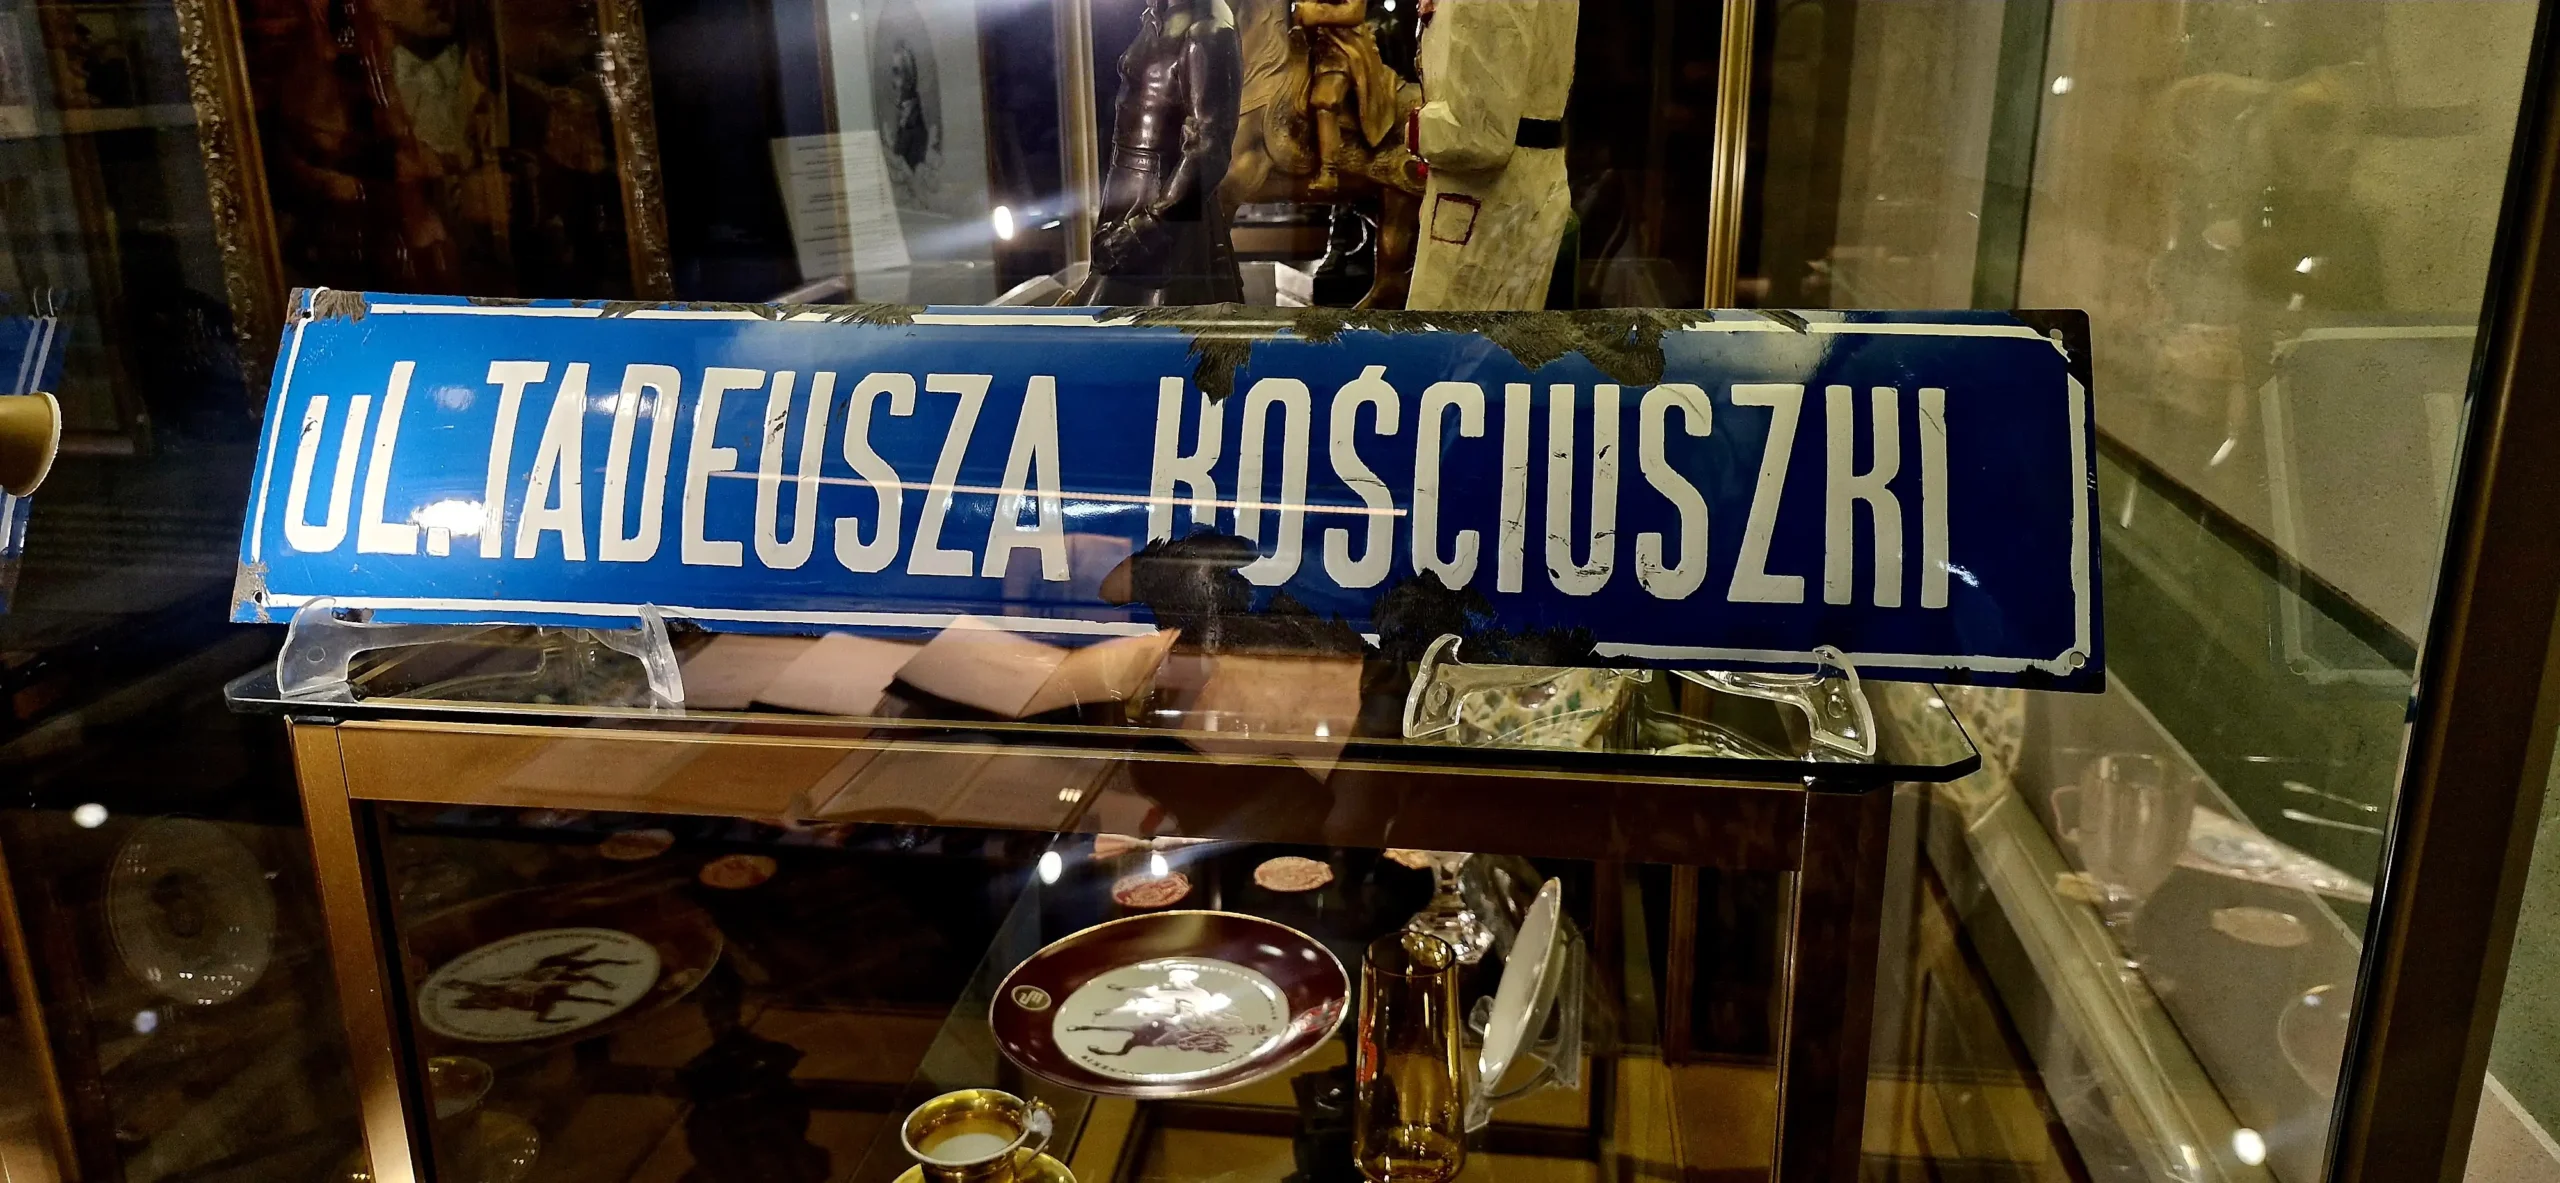 UL. TADEUSZA KOŚCIUSZKI